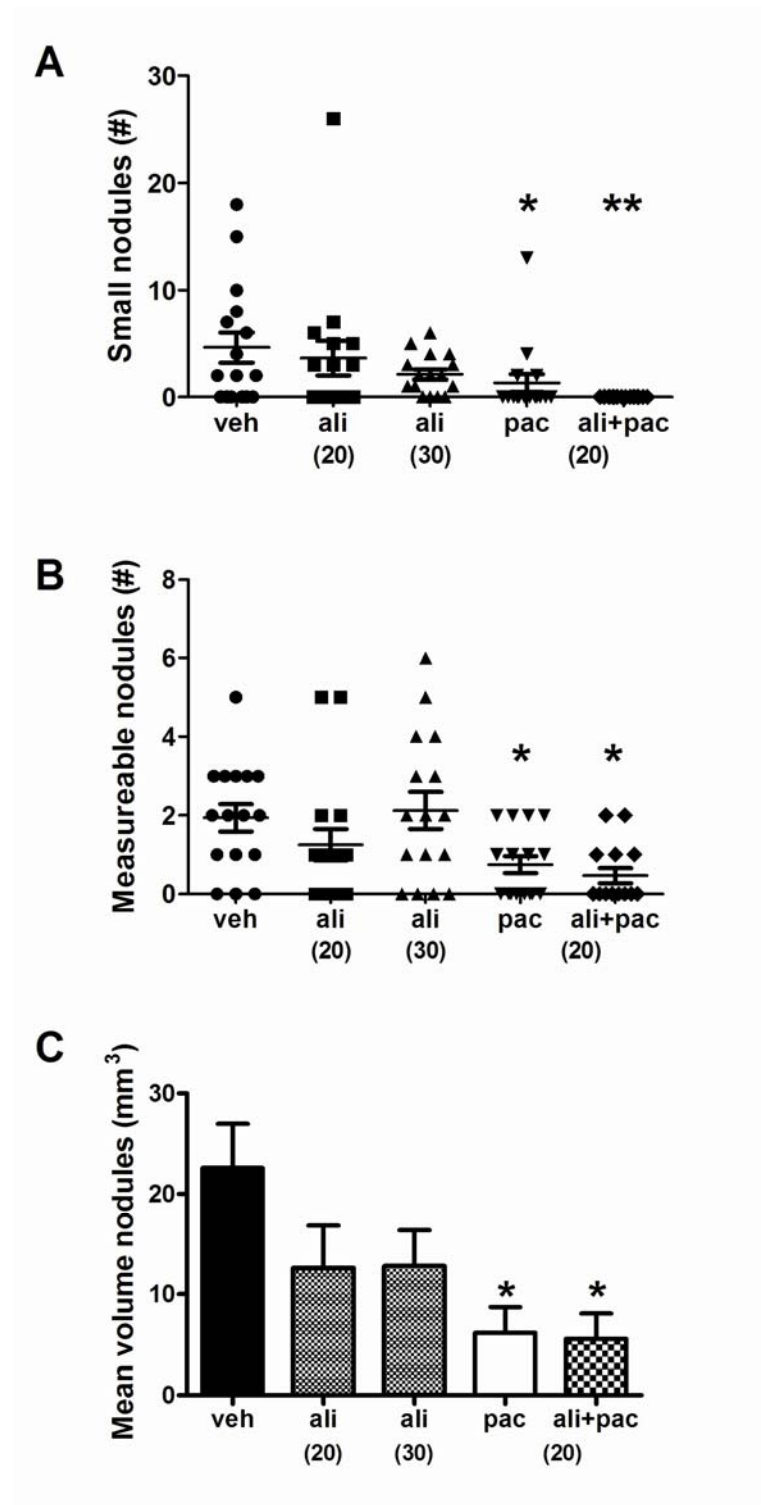 A
Small nodules (#)
30
20
10
0
* **
veh ali ali pac ali+pac
(20) (30) (20)
B
Measureable nodules (#)
8
6
4
2
0
* *
veh ali ali pac ali+pac
(20) (30) (20)
C
Mean volume nodules (mm³)
30
20
10
0
* *
veh ali ali pac ali+pac
(20) (30) (20)